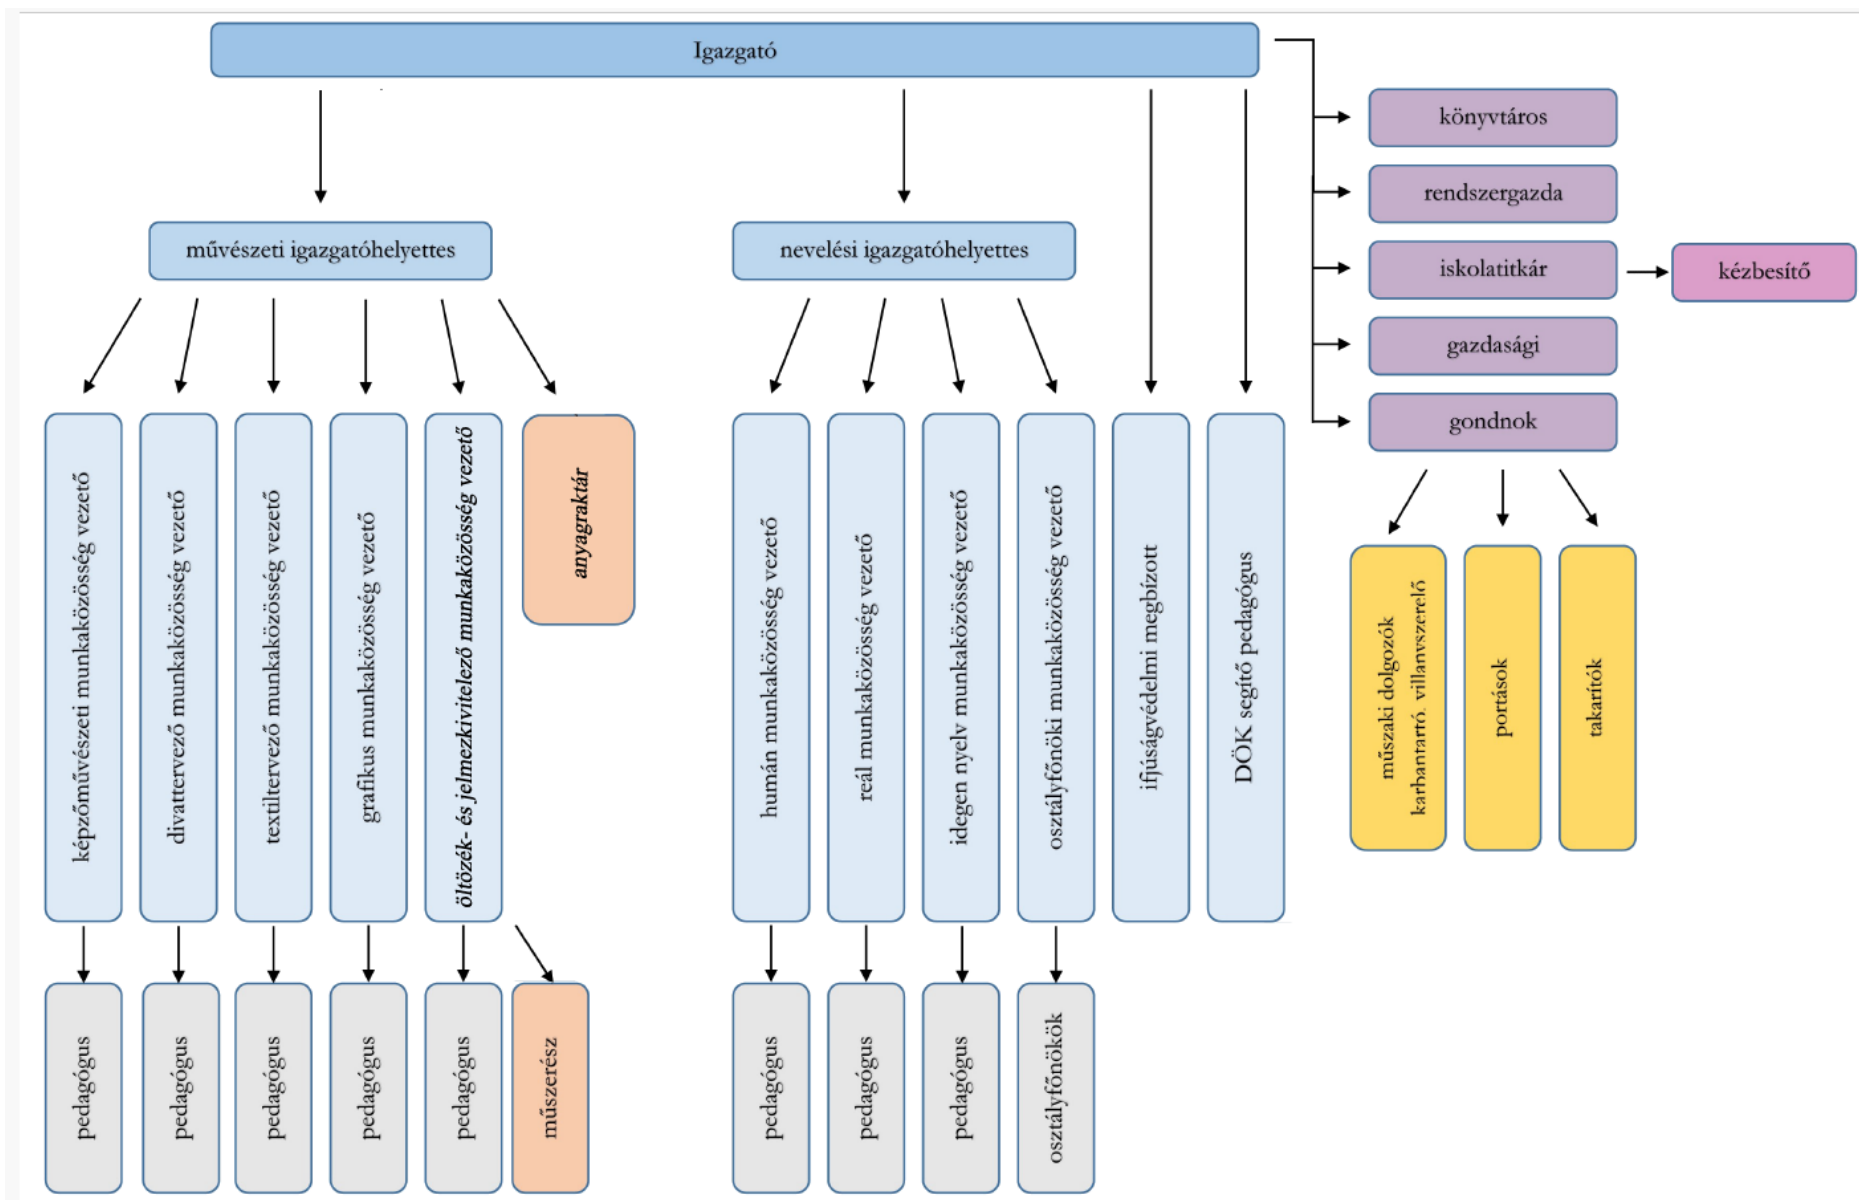 Igazgató
könyvtáros
rendszergazda
művészeti igazgatóhelyettes
nevelési igazgatóhelyettes
iskolatitkár
kézbesítő
gazdasági
gondnok
képzőművészeti munkaközösség vezető
divattervező munkaközösség vezető
textiltervező munkaközösség vezető
grafikus munkaközösség vezető
öltözék- és jelmezkivitelező munkaközösség vezető
anyagraktár
humán munkaközösség vezető
reál munkaközösség vezető
idegen nyelv munkaközösség vezető
osztályfőnöki munkaközösség vezető
ifjúságvédelmi megbízott
DÖK segítő pedagógus
műszaki dolgozók
karbantartó, villanyszerelő
portások
takarítók
pedagógus
pedagógus
pedagógus
pedagógus
pedagógus
műszerész
pedagógus
pedagógus
pedagógus
osztályfőnökök